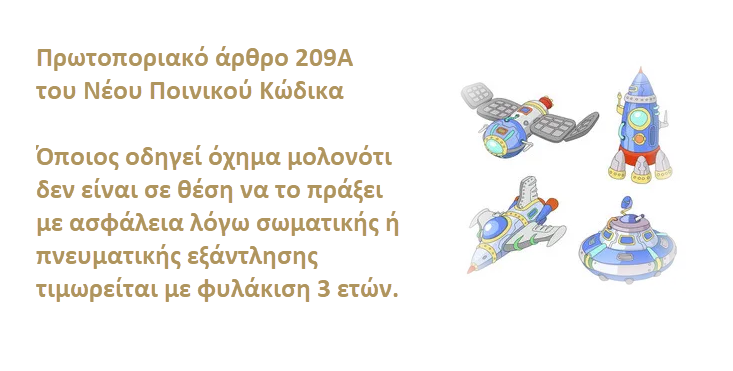 Πρωτοποριακό άρθρο 209Α
του Νέου Ποινικού Κώδικα
Όποιος οδηγεί όχημα μολονότι
δεν είναι σε θέση να το πράξει
με ασφάλεια λόγω σωματικής ή
πνευματικής εξάντλησης
τιμωρείται με φυλάκιση 3 ετών.